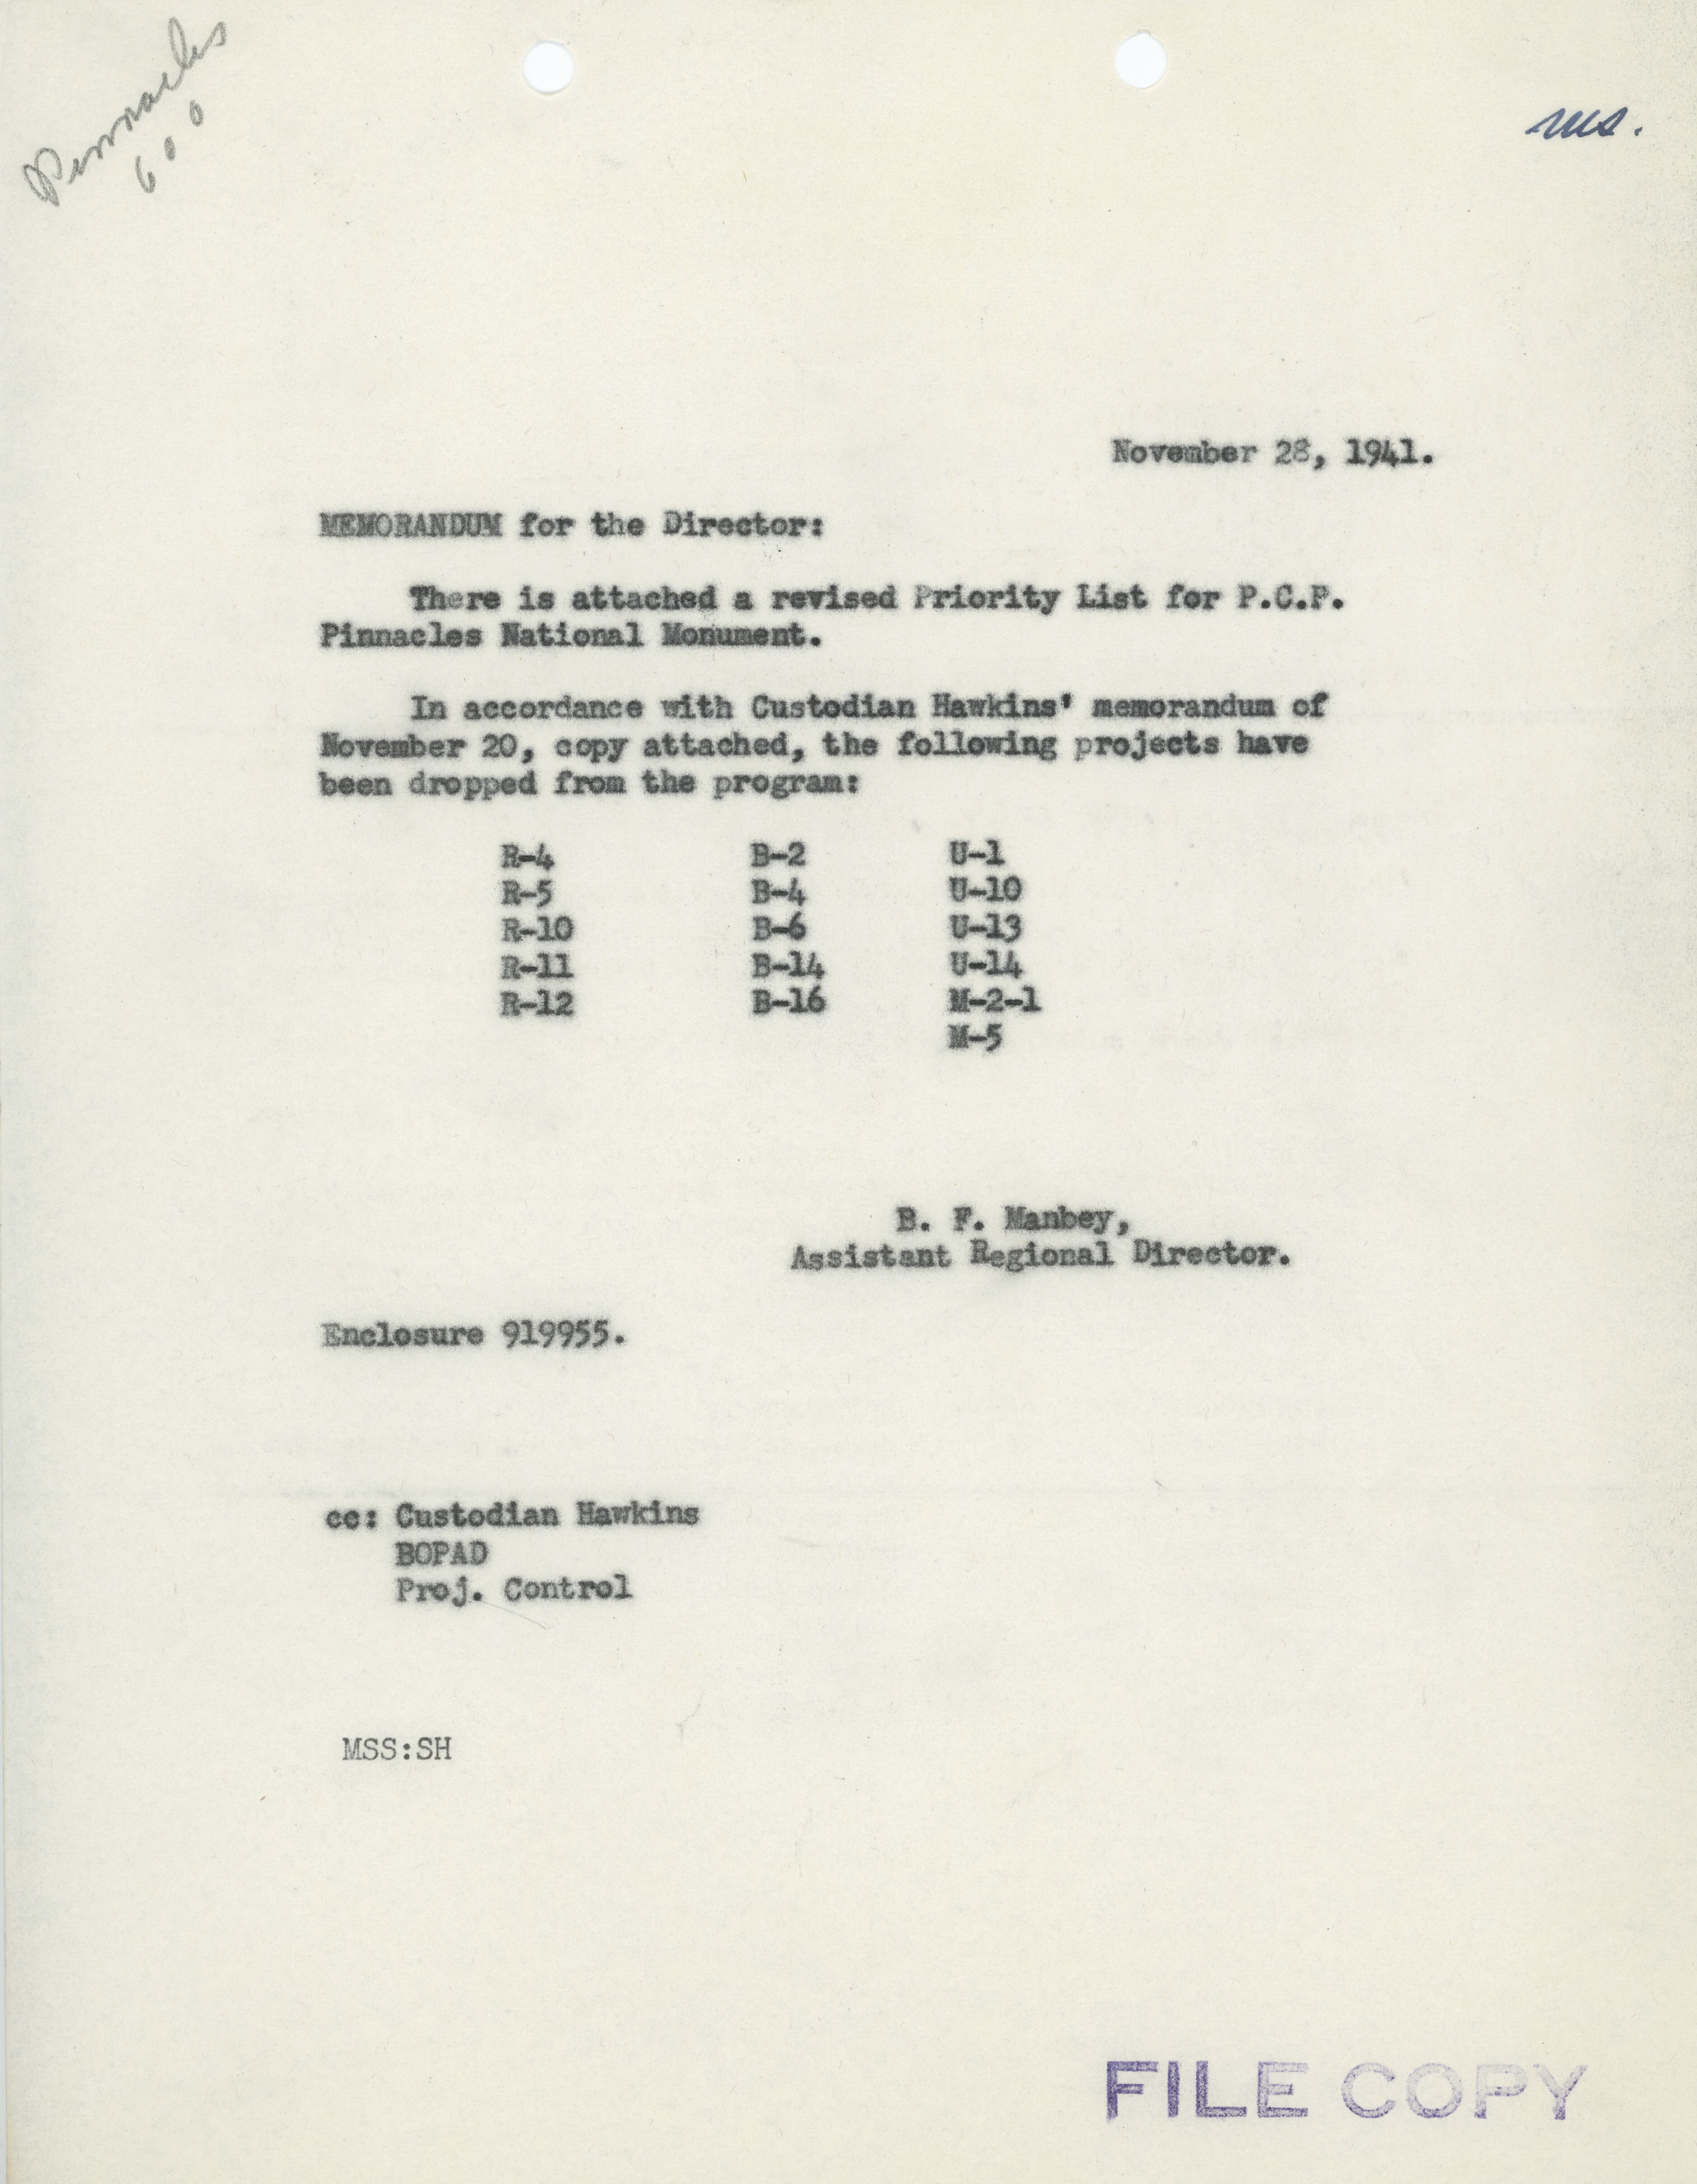 Pinnacles
600
ms.
November 28, 1941.
MEMORANDUM for the Director:
There is attached a revised Priority List for P.C.P.
Pinnacles National Monument.
In accordance with Custodian Hawkins' memorandum of
November 20, copy attached, the following projects have
been dropped from the program:
R-4 B-2 U-1
R-5 B-4 U-10
R-10 B-6 U-13
R-11 B-14 U-14
R-12 B-16 M-2-1
M-5
B. F. Manbey,
Assistant Regional Director.
Enclosure 919955.
cc: Custodian Hawkins
BOPAD
Proj. Control
MSS:SH
FILE COPY